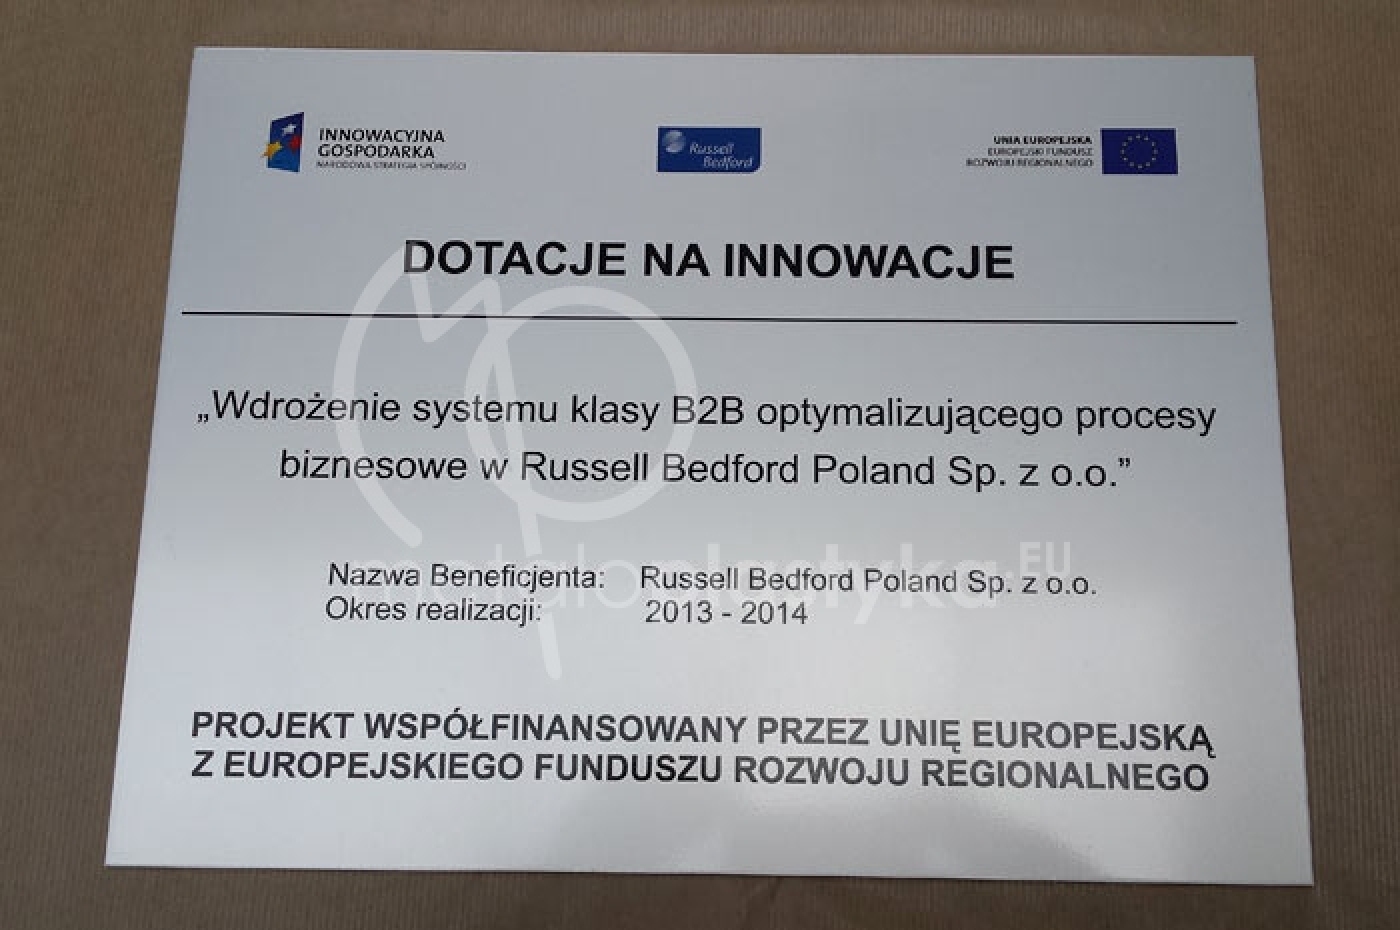 INNOWACYJNA
GOSPODARKA
NARODOWA STRATEGIA SPÓJNOŚCI
Russell
Bedford
UNIA EUROPEJSKA
EUROPEJSKI FUNDUSZ
ROZWOJU REGIONALNEGO
DOTACJE NA INNOWACJE
„Wdrożenie systemu klasy B2B optymalizującego procesy
biznesowe w Russell Bedford Poland Sp. z o.o.”
metaloplastyka.EU
Nazwa Beneficjenta: Russell Bedford Poland Sp. z o.o.
Okres realizacji: 2013 - 2014
PROJEKT WSPÓŁFINANSOWANY PRZEZ UNIĘ EUROPEJSKĄ
Z EUROPEJSKIEGO FUNDUSZU ROZWOJU REGIONALNEGO